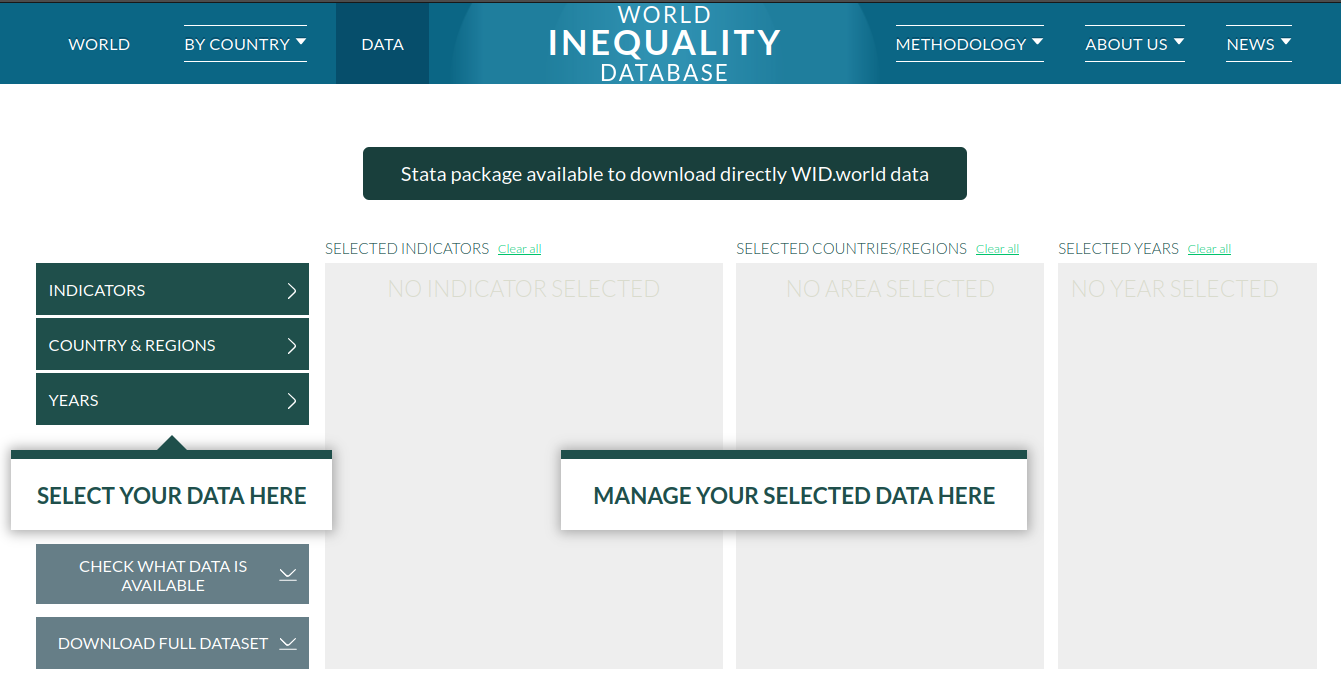 WORLD
BY COUNTRY
DATA
WORLD
INEQUALITY
DATABASE
METHODOLOGY
ABOUT US
NEWS
Stata package available to download directly WID.world data
SELECTED INDICATORS Clear all
SELECTED COUNTRIES/REGIONS Clear all
SELECTED YEARS Clear all
INDICATORS
COUNTRY & REGIONS
YEARS
NO INDICATOR SELECTED
NO AREA SELECTED
NO YEAR SELECTED
SELECT YOUR DATA HERE
MANAGE YOUR SELECTED DATA HERE
CHECK WHAT DATA IS
AVAILABLE
DOWNLOAD FULL DATASET